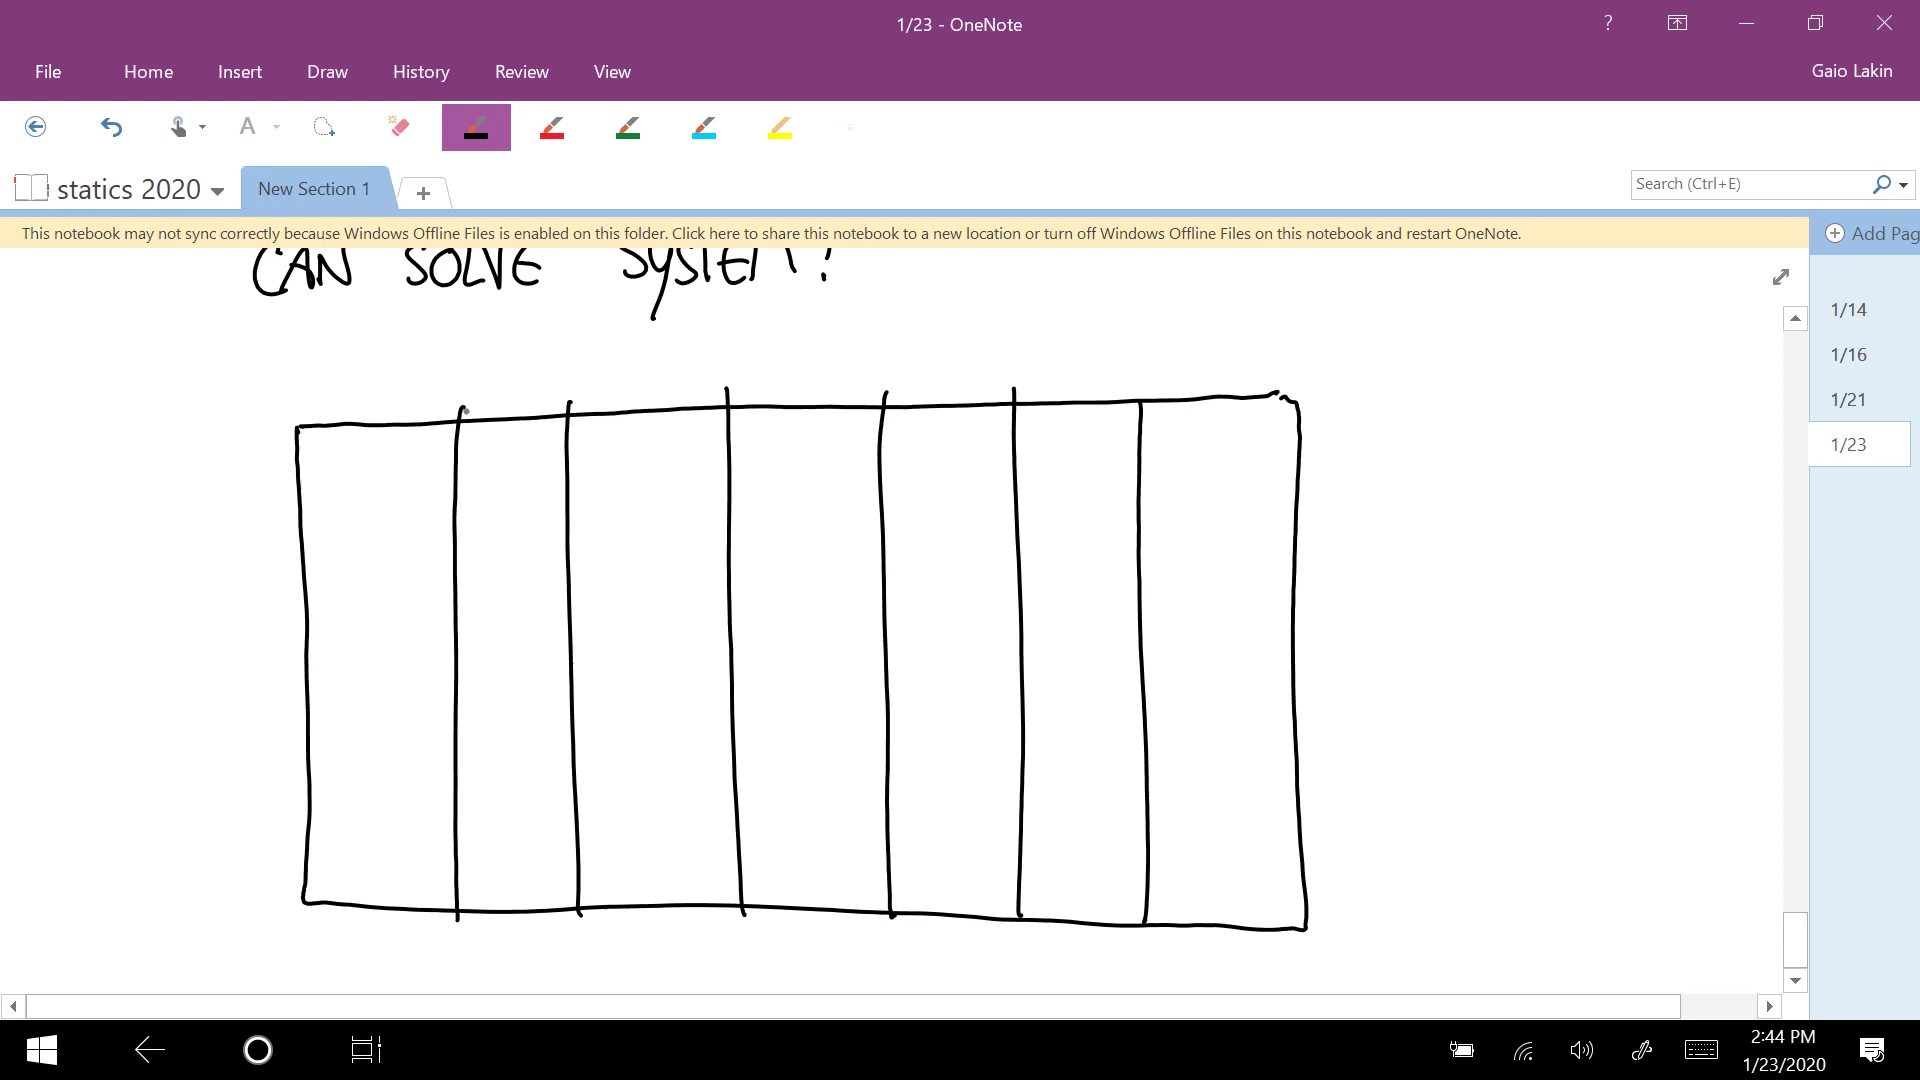 1/23 - OneNote
?
File Home Insert Draw History Review View
Gaio Lakin
A
statics 2020
New Section 1
+
Search (Ctrl+E)
This notebook may not sync correctly because Windows Offline Files is enabled on this folder. Click here to share this notebook to a new location or turn off Windows Offline Files on this notebook and restart OneNote.
Add Pag
CAN SOLVE SYSTEM?
1/14
1/16
1/21
1/23
2:44 PM
1/23/2020